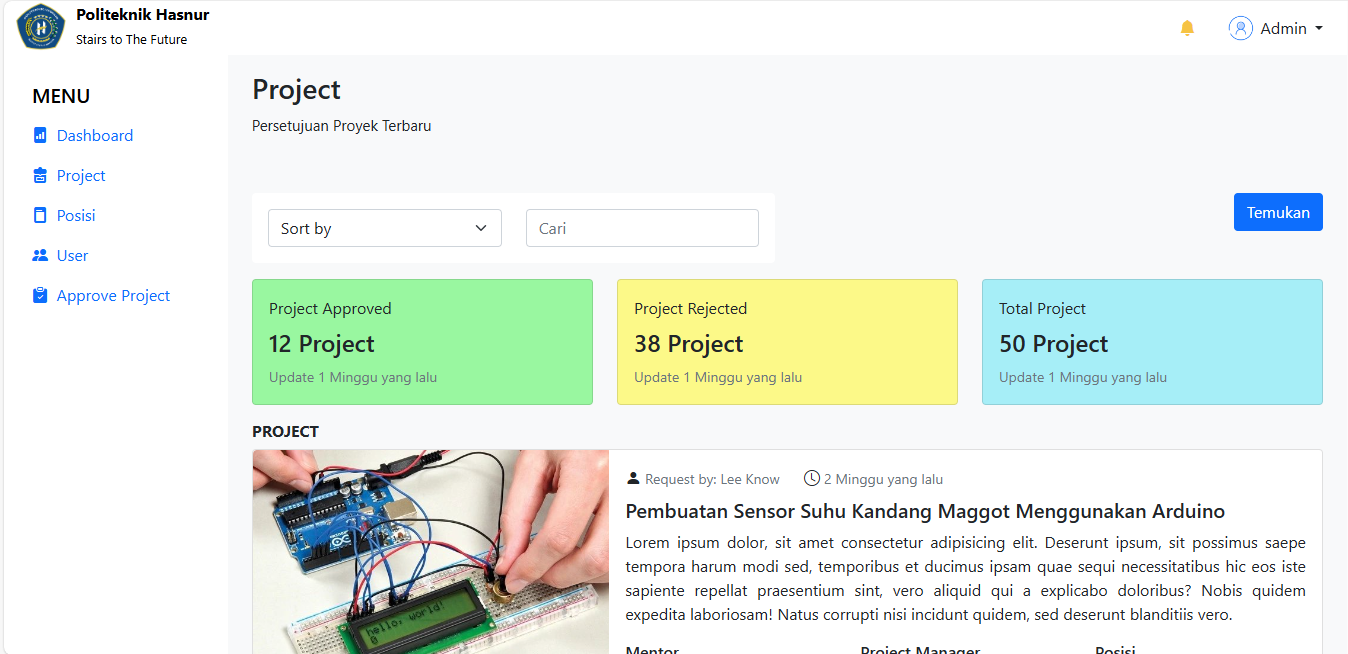 Politeknik Hasnur
Stairs to The Future
Admin
MENU
Dashboard
Project
Posisi
User
Approve Project
Project
Persetujuan Proyek Terbaru
Sort by
Cari
Temukan
Project Approved
12 Project
Update 1 Minggu yang lalu
Project Rejected
38 Project
Update 1 Minggu yang lalu
Total Project
50 Project
Update 1 Minggu yang lalu
PROJECT
hello, world!
0
Request by: Lee Know
2 Minggu yang lalu
Pembuatan Sensor Suhu Kandang Maggot Menggunakan Arduino
Lorem ipsum dolor, sit amet consectetur adipisicing elit. Deserunt ipsum, sit possimus saepe
tempora harum modi sed, temporibus et ducimus ipsam quae sequi necessitatibus hic eos iste
sapiente repellat praesentium sint, vero aliquid qui a explicabo doloribus? Nobis quidem
expedita laboriosam! Natus corrupti nisi incidunt quidem, sed deserunt blanditiis vero.
Mentor
Project Manager
Posisi